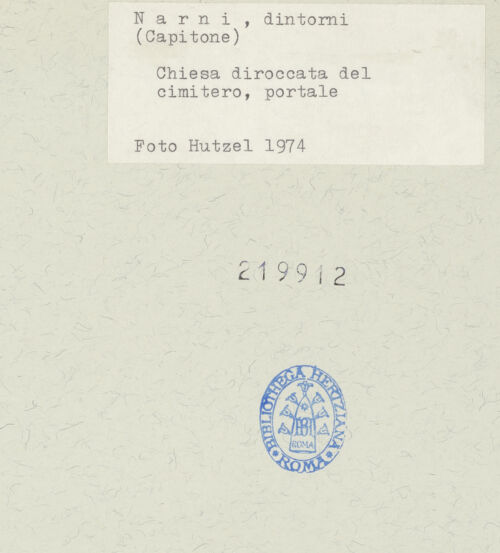 N a r n i , dintorni
(Capitone)
Chiesa diroccata del
cimitero, portale
Foto Hutzel 1974
219912
BIBLIOTHECA HERTZIANA
ROMA
ROMA